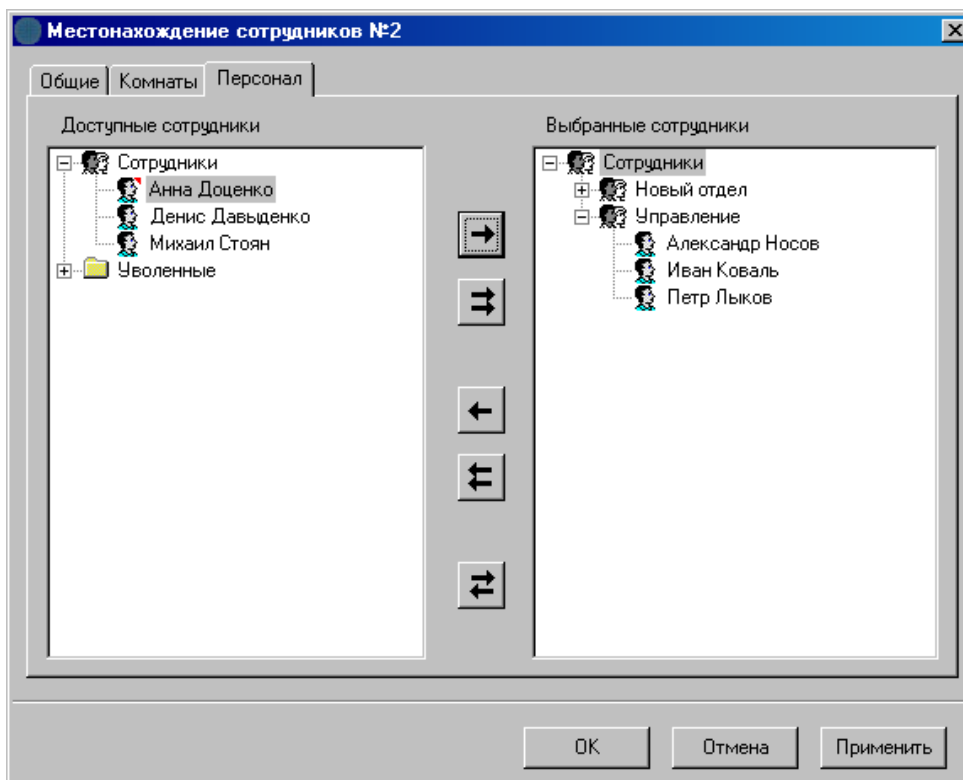 Местонахождение сотрудников №2
Общие Комнаты Персонал
Доступные сотрудники
Сотрудники
Анна Доценко
Денис Давыденко
Михаил Стоян
Уволенные
Выбранные сотрудники
Сотрудники
Новый отдел
Управление
Александр Носов
Иван Коваль
Петр Лыков
OK Отмена Применить